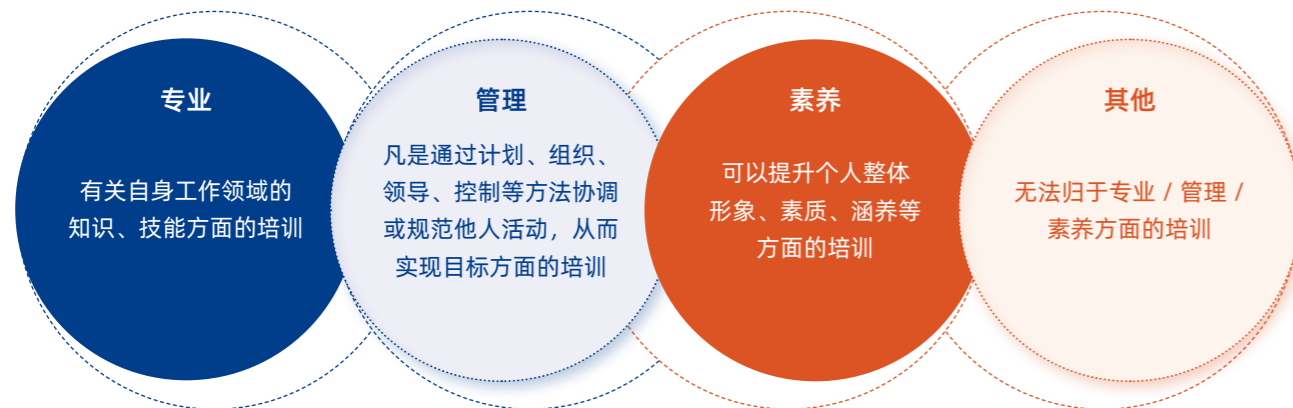 专业
有关自身工作领域的
知识、技能方面的培训
管理
凡是通过计划、组织、
领导、控制等方法协调
或规范他人活动，从而
实现目标方面的培训
素养
可以提升个人整体
形象、素质、涵养等
方面的培训
其他
无法归于专业 / 管理 /
素养方面的培训